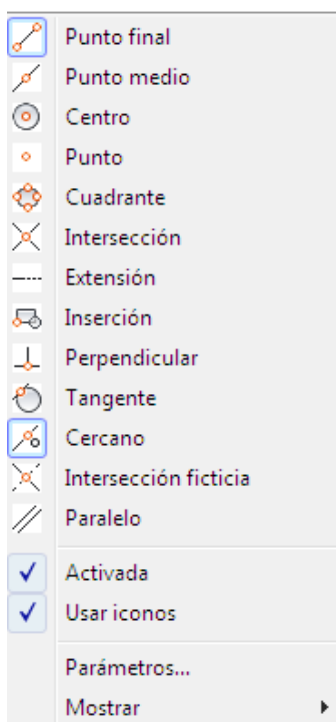 Punto final
Punto medio
Centro
Punto
Cuadrante
Intersección
Extensión
Inserción
Perpendicular
Tangente
Cercano
Intersección ficticia
Paralelo
Activada
Usar iconos
Parámetros...
Mostrar